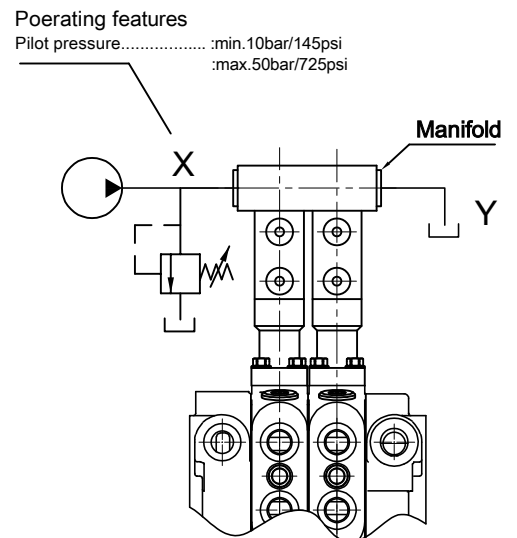 Poerating features
Pilot pressure.................. :min.10bar/145psi
:max.50bar/725psi
Manifold
X
Y